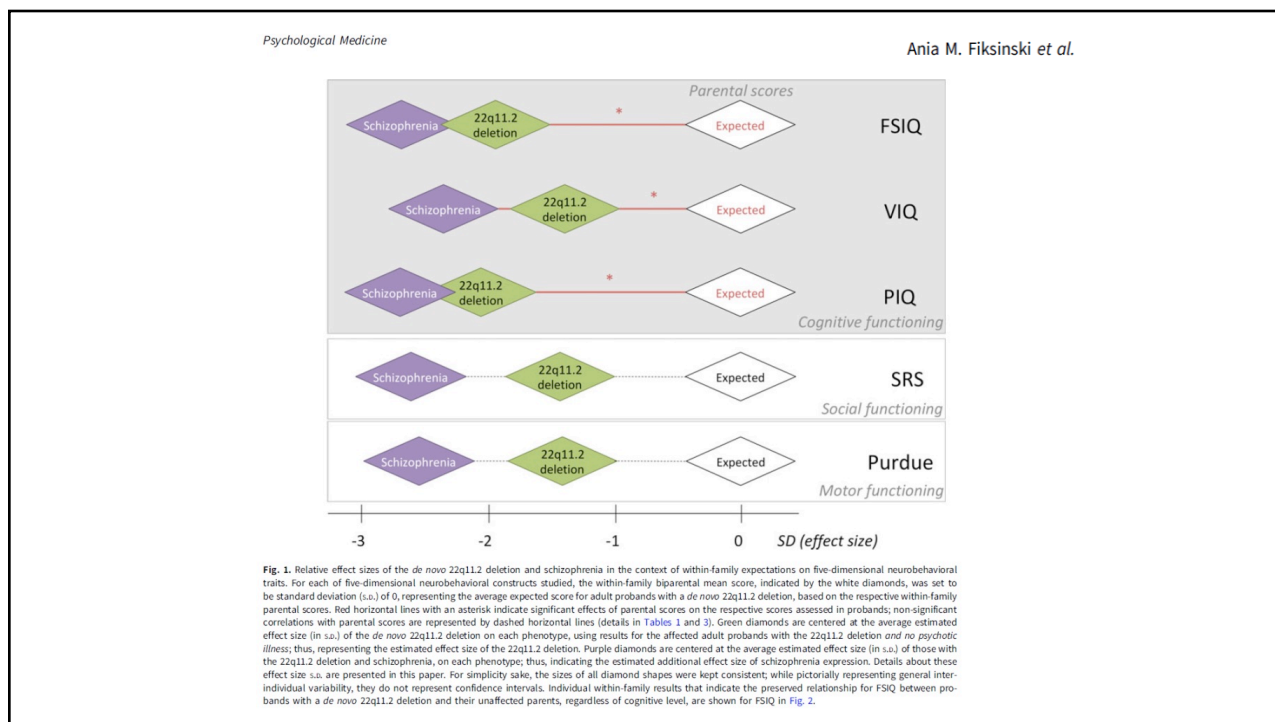 Psychological Medicine
Ania M. Fiksinski et al.
Parental scores
Schizophrenia
22q11.2
deletion
*
Expected
FSIQ
Schizophrenia
22q11.2
deletion
*
Expected
VIQ
Schizophrenia
22q11.2
deletion
*
Expected
PIQ
Cognitive functioning
Schizophrenia
22q11.2
deletion
Expected
SRS
Social functioning
Schizophrenia
22q11.2
deletion
Expected
Purdue
Motor functioning
-3 -2 -1 0 SD (effect size)
Fig. 1. Relative effect sizes of the de novo 22q11.2 deletion and schizophrenia in the context of within-family expectations on five-dimensional neurobehavioral
traits. For each of five-dimensional neurobehavioral constructs studied, the within-family biparental mean score, indicated by the white diamonds, was set to
be standard deviation (S.D.) of 0, representing the average expected score for adult probands with a de novo 22q11.2 deletion, based on the respective within-family
parental scores. Red horizontal lines with an asterisk indicate significant effects of parental scores on the respective scores assessed in probands; non-significant
correlations with parental scores are represented by dashed horizontal lines (details in Tables 1 and 3). Green diamonds are centered at the average estimated
effect size (in S.D.) of the de novo 22q11.2 deletion on each phenotype, using results for the affected adult probands with the 22q11.2 deletion and no psychotic
illness; thus, representing the estimated effect size of the 22q11.2 deletion. Purple diamonds are centered at the average estimated effect size (in S.D.) of those with
the 22q11.2 deletion and schizophrenia, on each phenotype; thus, indicating the estimated additional effect size of schizophrenia expression. Details about these
effect size S.D. are presented in this paper. For simplicity sake, the sizes of all diamond shapes were kept consistent; while pictorially representing general inter-
individual variability, they do not represent confidence intervals. Individual within-family results that indicate the preserved relationship for FSIQ between pro-
bands with a de novo 22q11.2 deletion and their unaffected parents, regardless of cognitive level, are shown for FSIQ in Fig. 2.